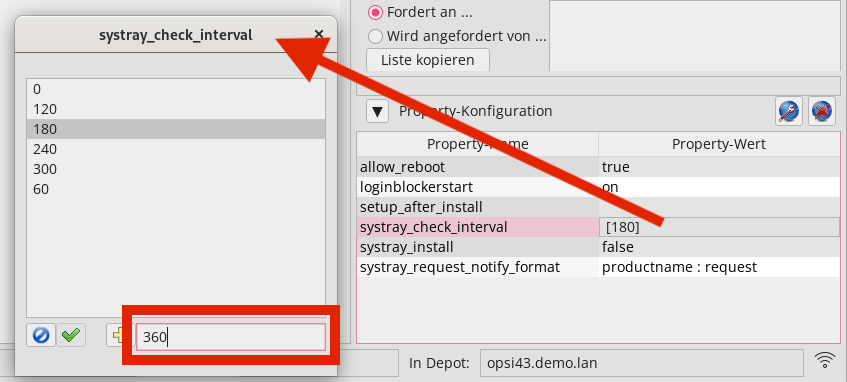 systray_check_interval ×
0
120
180
240
300
60
360
Fordert an ...
Wird angefordert von ...
Liste kopieren
Property-Konfiguration
Property-Name Property-Wert
allow_reboot true
loginblockerstart on
setup_after_install
systray_check_interval [180]
systray_install false
systray_request_notify_format productname : request
In Depot: opsi43.demo.lan